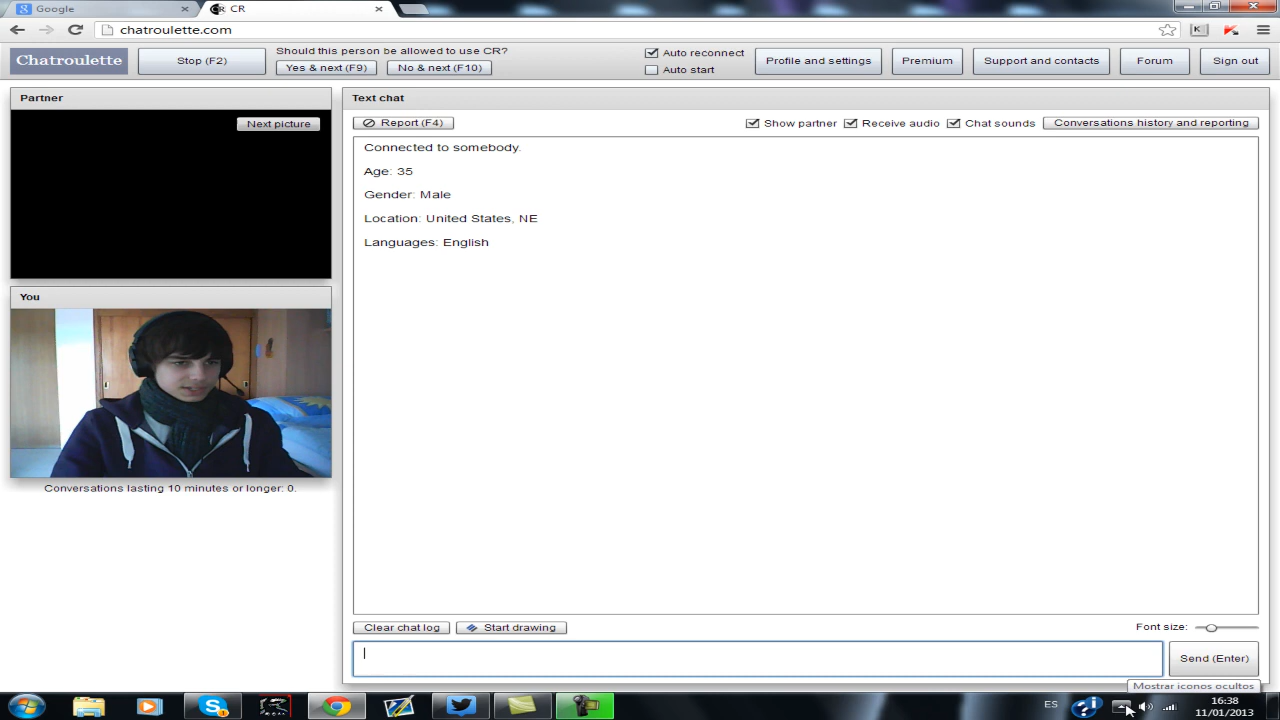 Google
CR
chatroulette.com
Chatroulette
Stop (F2)
Should this person be allowed to use CR?
Yes & next (F9)
No & next (F10)
Auto reconnect
Auto start
Profile and settings
Premium
Support and contacts
Forum
Sign out
Partner
Next picture
Text chat
Report (F4)
Show partner
Receive audio
Chat sounds
Conversations history and reporting
Connected to somebody.
Age: 35
Gender: Male
Location: United States, NE
Languages: English
You
Conversations lasting 10 minutes or longer: 0.
Clear chat log
Start drawing
Font size:
Send (Enter)
Mostrar iconos ocultos
ES
16:38
11/01/2013